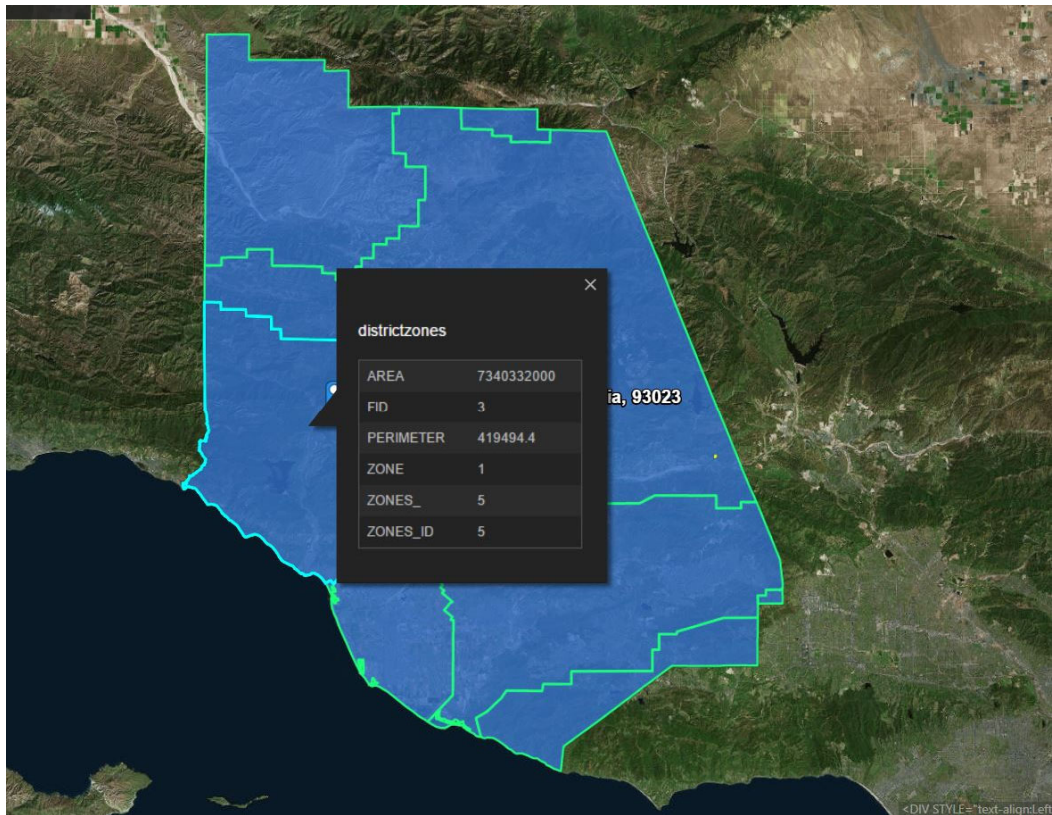 districtzones
AREA 7340332000
FID 3
PERIMETER 419494.4
ZONE 1
ZONES_ 5
ZONES_ID 5
ia, 93023
<DIV STYLE="text-align:Left